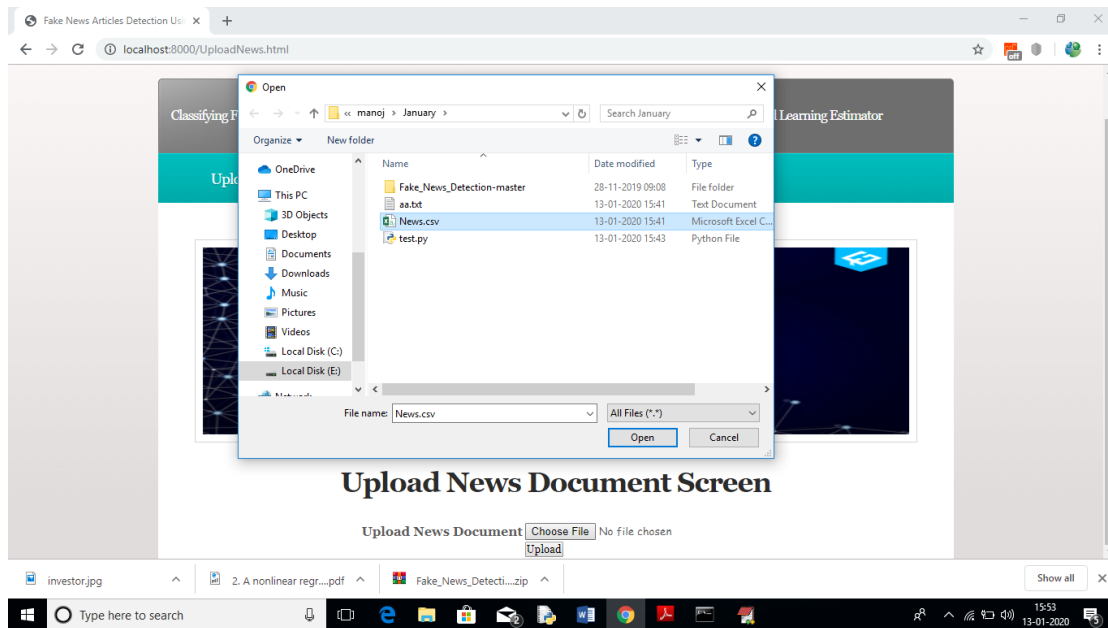 Fake News Articles Detection Usi
localhost:8000/UploadNews.html
off
Classifying F
l Learning Estimator
Uplo
Open
« manoj › January ›
Search January
Organize
New folder
Name
Date modified
Type
OneDrive
This PC
3D Objects
Desktop
Documents
Downloads
Music
Pictures
Videos
Local Disk (C:)
Local Disk (E:)
Network
Fake_News_Detection-master 28-11-2019 09:08 File folder
aa.txt 13-01-2020 15:41 Text Document
News.csv 13-01-2020 15:41 Microsoft Excel C...
test.py 13-01-2020 15:43 Python File
File name: News.csv
All Files (*.*)
Open
Cancel
Upload News Document Screen
Upload News Document Choose File No file chosen
Upload
investor.jpg
2. A nonlinear regr....pdf
Fake_News_Detecti....zip
Show all
Type here to search
2
15:53
13-01-2020
5